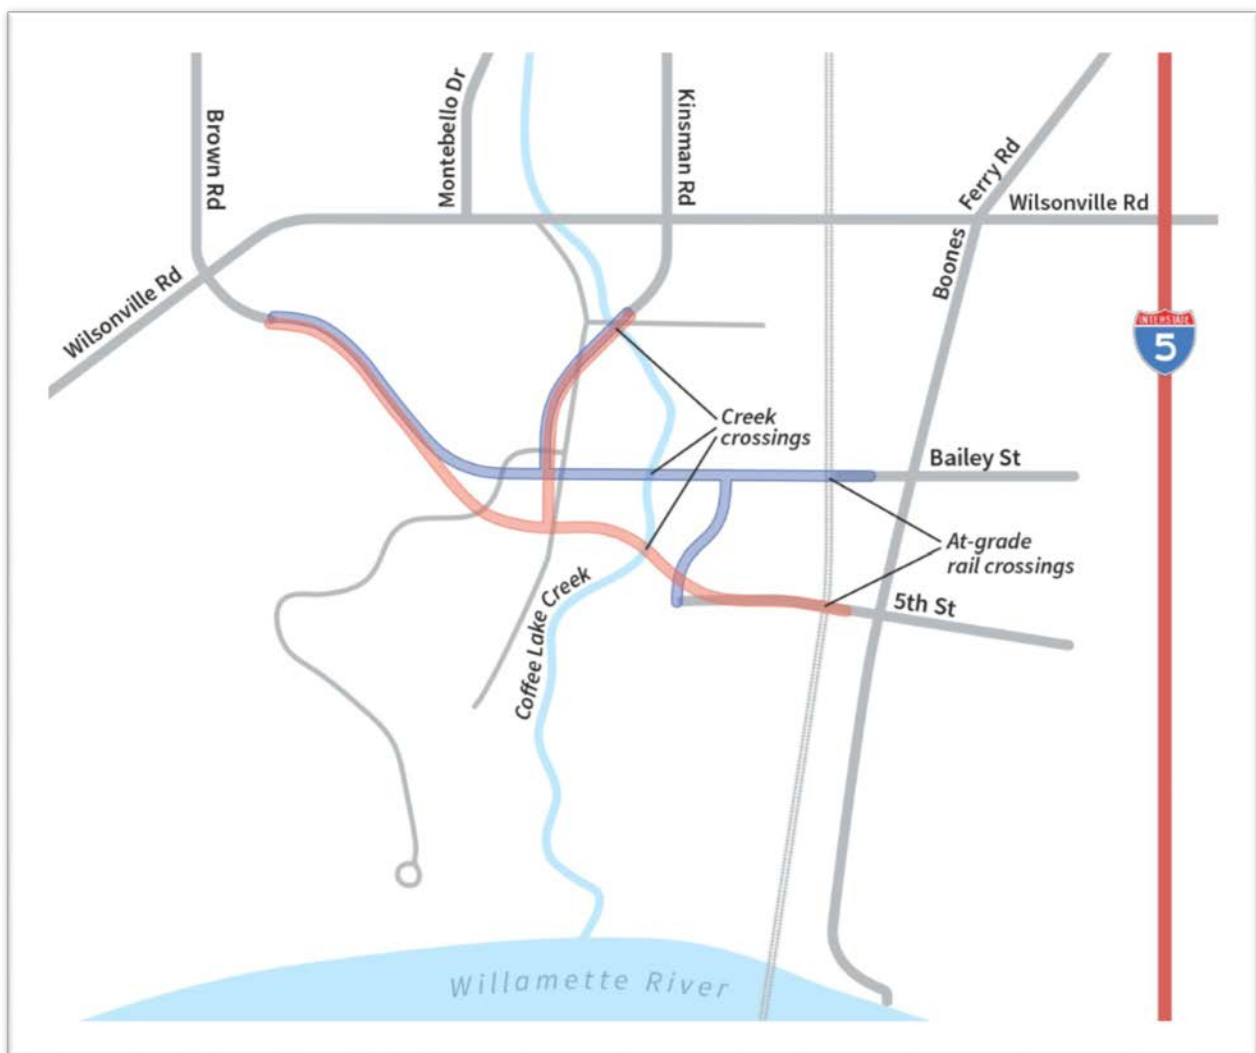 Brown Rd
Montebello Dr
Kinsman Rd
Ferry Rd
Wilsonville Rd
Boones
Wilsonville Rd
INTERSTATE
5
Creek
crossings
Bailey St
At-grade
rail crossings
5th St
Coffee Lake Creek
Willamette River